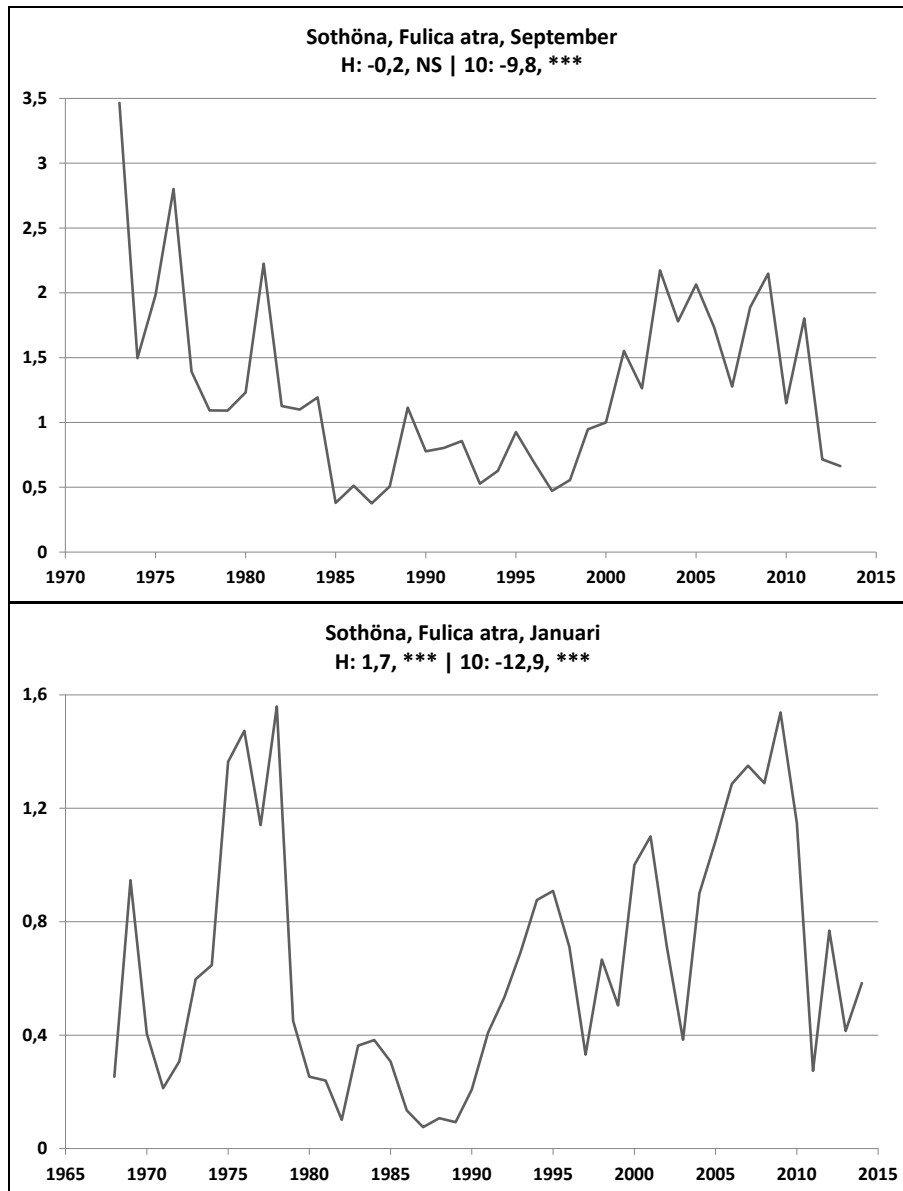 Sothöna, Fulica atra, September
H: -0,2, NS | 10: -9,8, ***
3,5
3
2,5
2
1,5
1
0,5
0
1970 1975 1980 1985 1990 1995 2000 2005 2010 2015
Sothöna, Fulica atra, Januari
H: 1,7, *** | 10: -12,9, ***
1,6
1,2
0,8
0,4
0
1965 1970 1975 1980 1985 1990 1995 2000 2005 2010 2015